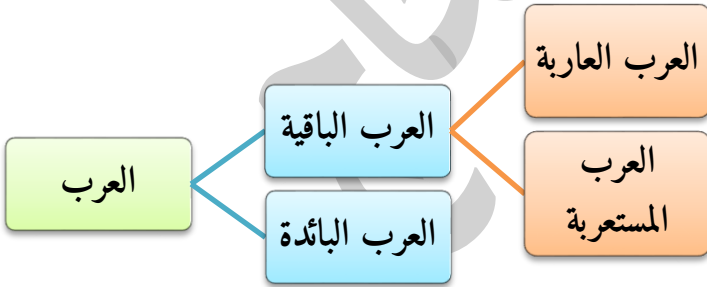 العرب العاربة
العرب الباقية
العرب
المستعربة
العرب
العرب البائدة